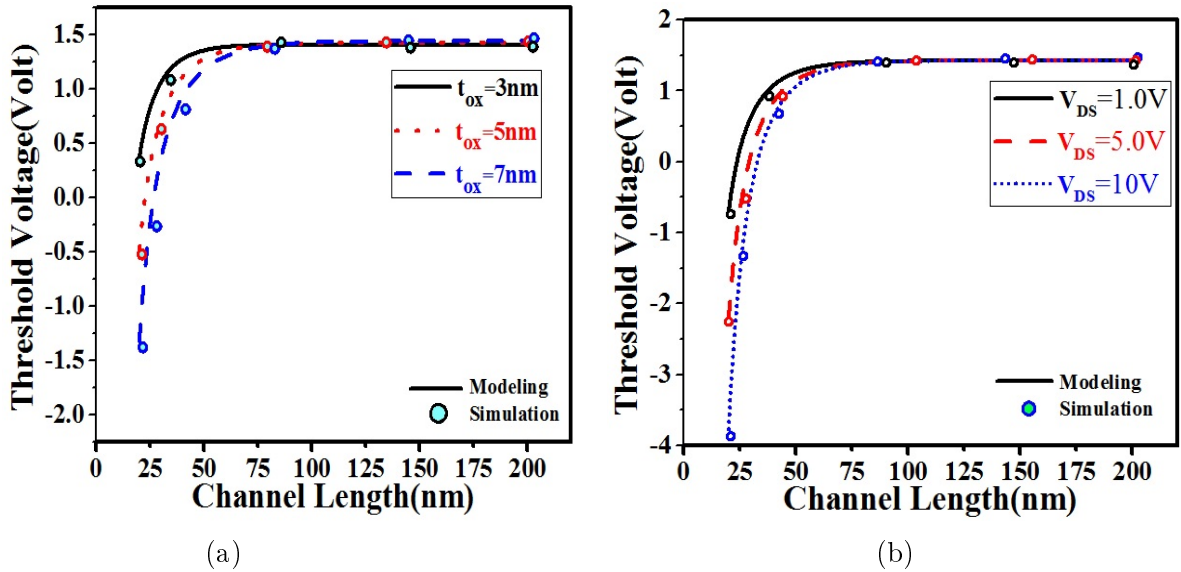 Threshold Voltage(Volt)
1.5
1.0
0.5
0.0
-0.5
-1.0
-1.5
-2.0
t_ox=3nm
t_ox=5nm
t_ox=7nm
Modeling
Simulation
0 25 50 75 100 125 150 175 200
Channel Length(nm)
(a)
Threshold Voltage(Volt)
2
1
0
-1
-2
-3
-4
V_DS=1.0V
V_DS=5.0V
V_DS=10V
Modeling
Simulation
0 25 50 75 100 125 150 175 200
Channel Length(nm)
(b)